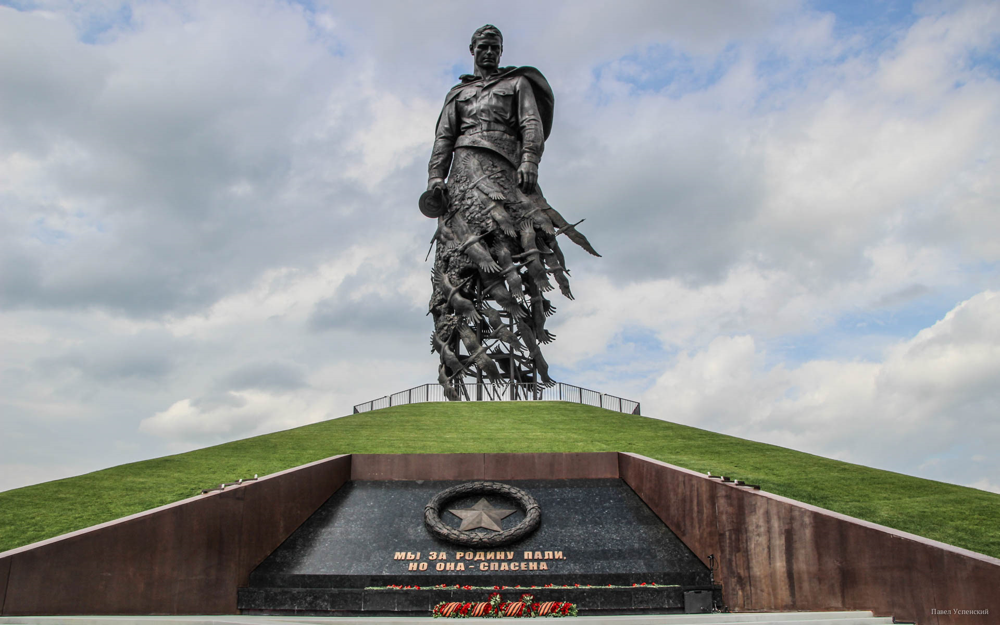 МЫ ЗА РОДИНУ ПАЛИ,
НО ОНА - СПАСЕНА
Павел Успенский